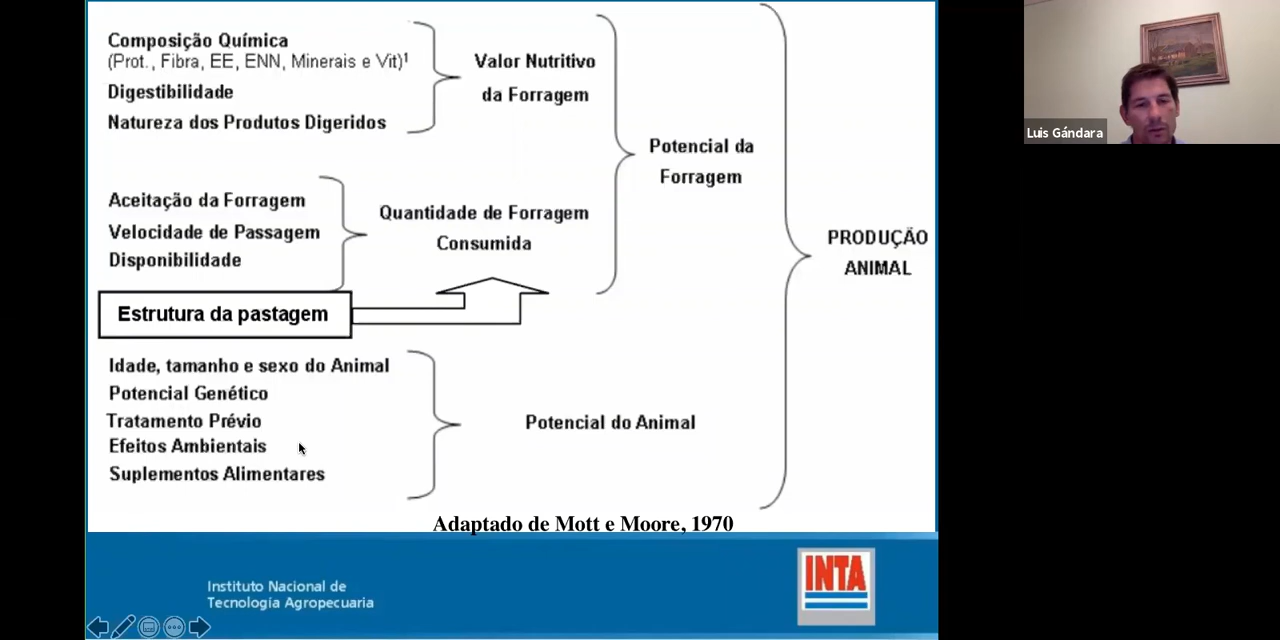 Composição Química
(Prot., Fibra, EE, ENN, Minerais e Vit)¹
Digestibilidade
Natureza dos Produtos Digeridos
Valor Nutritivo
da Forragem
Aceitação da Forragem
Velocidade de Passagem
Disponibilidade
Quantidade de Forragem
Consumida
Estrutura da pastagem
Potencial da
Forragem
Idade, tamanho e sexo do Animal
Potencial Genético
Tratamento Prévio
Efeitos Ambientais
Suplementos Alimentares
Potencial do Animal
PRODUÇÃO
ANIMAL
Adaptado de Mott e Moore, 1970
Instituto Nacional de
Tecnología Agropecuaria
INTA
Luis Gándara